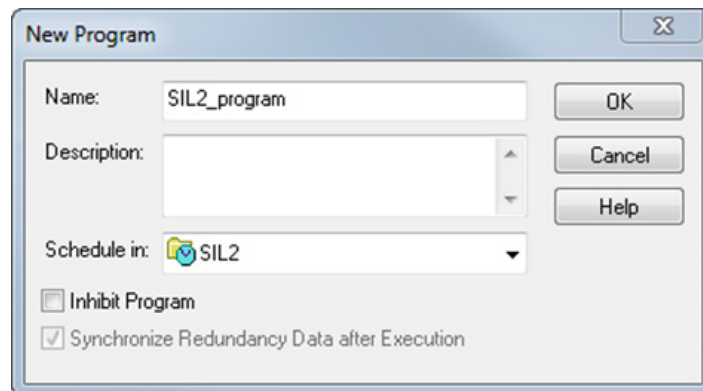 New Program
Name: SIL2_program OK
Description: Cancel
Help
Schedule in: SIL2
Inhibit Program
Synchronize Redundancy Data after Execution